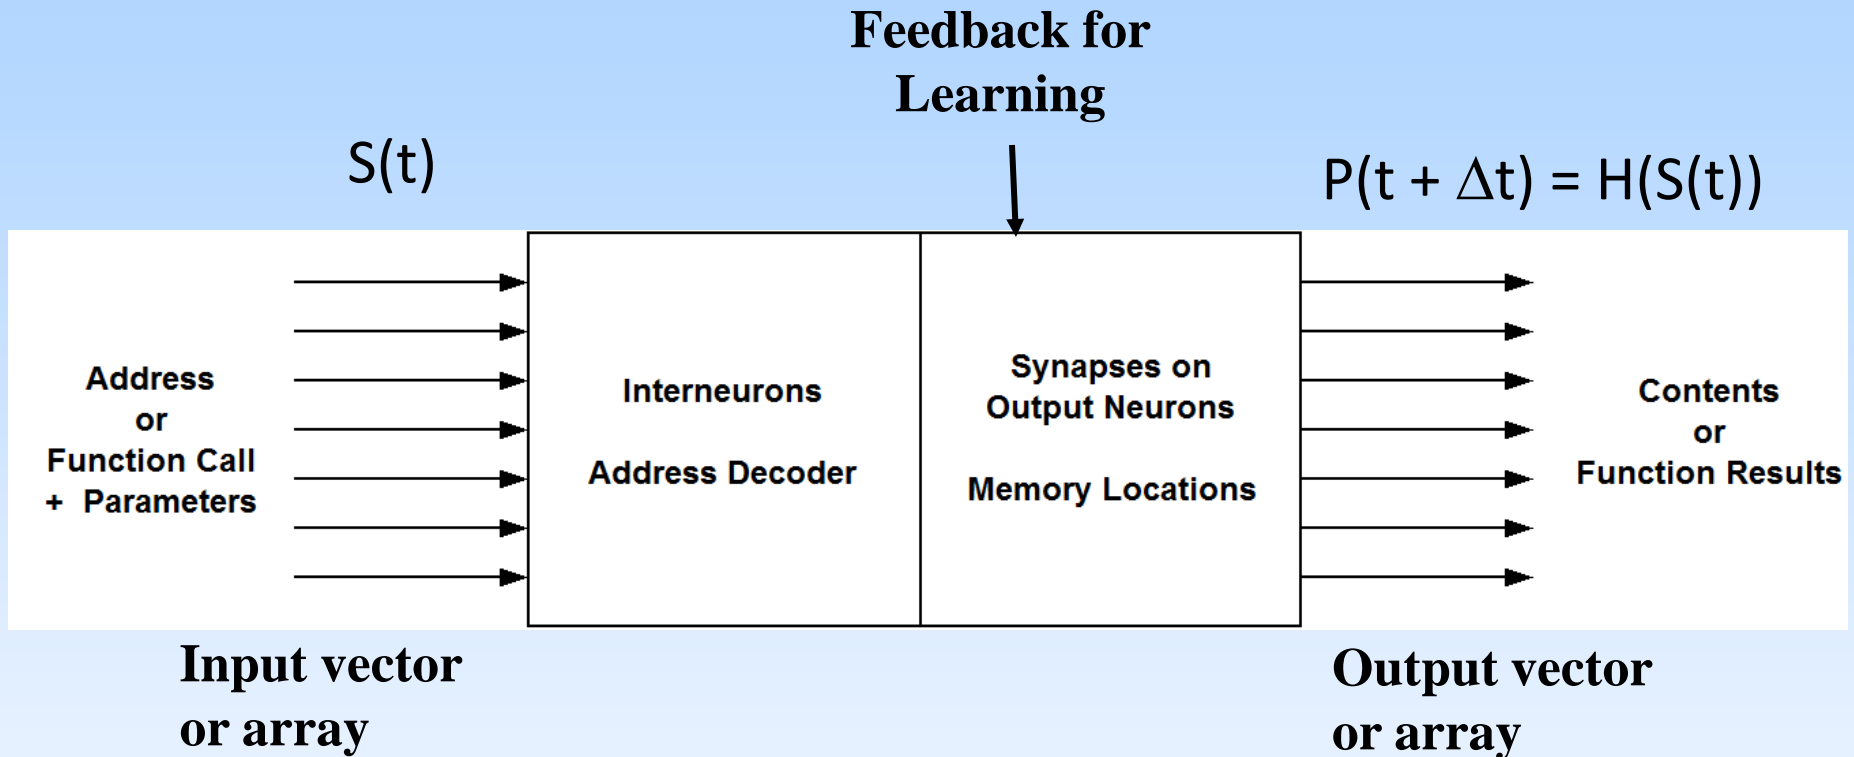 Feedback for
Learning
S(t)
P(t + Δt) = H(S(t))
Address
or
Function Call
+ Parameters
Interneurons
Address Decoder
Synapses on
Output Neurons
Memory Locations
Contents
or
Function Results
Input vector
or array
Output vector
or array